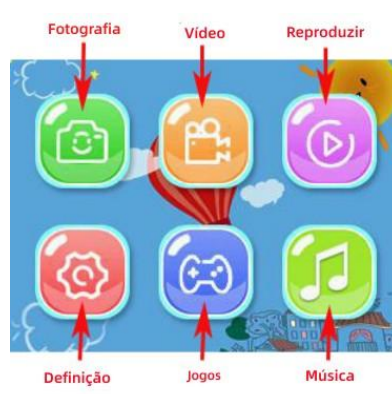 Fotografia
Vídeo
Reproduzir
Definição
Jogos
Música